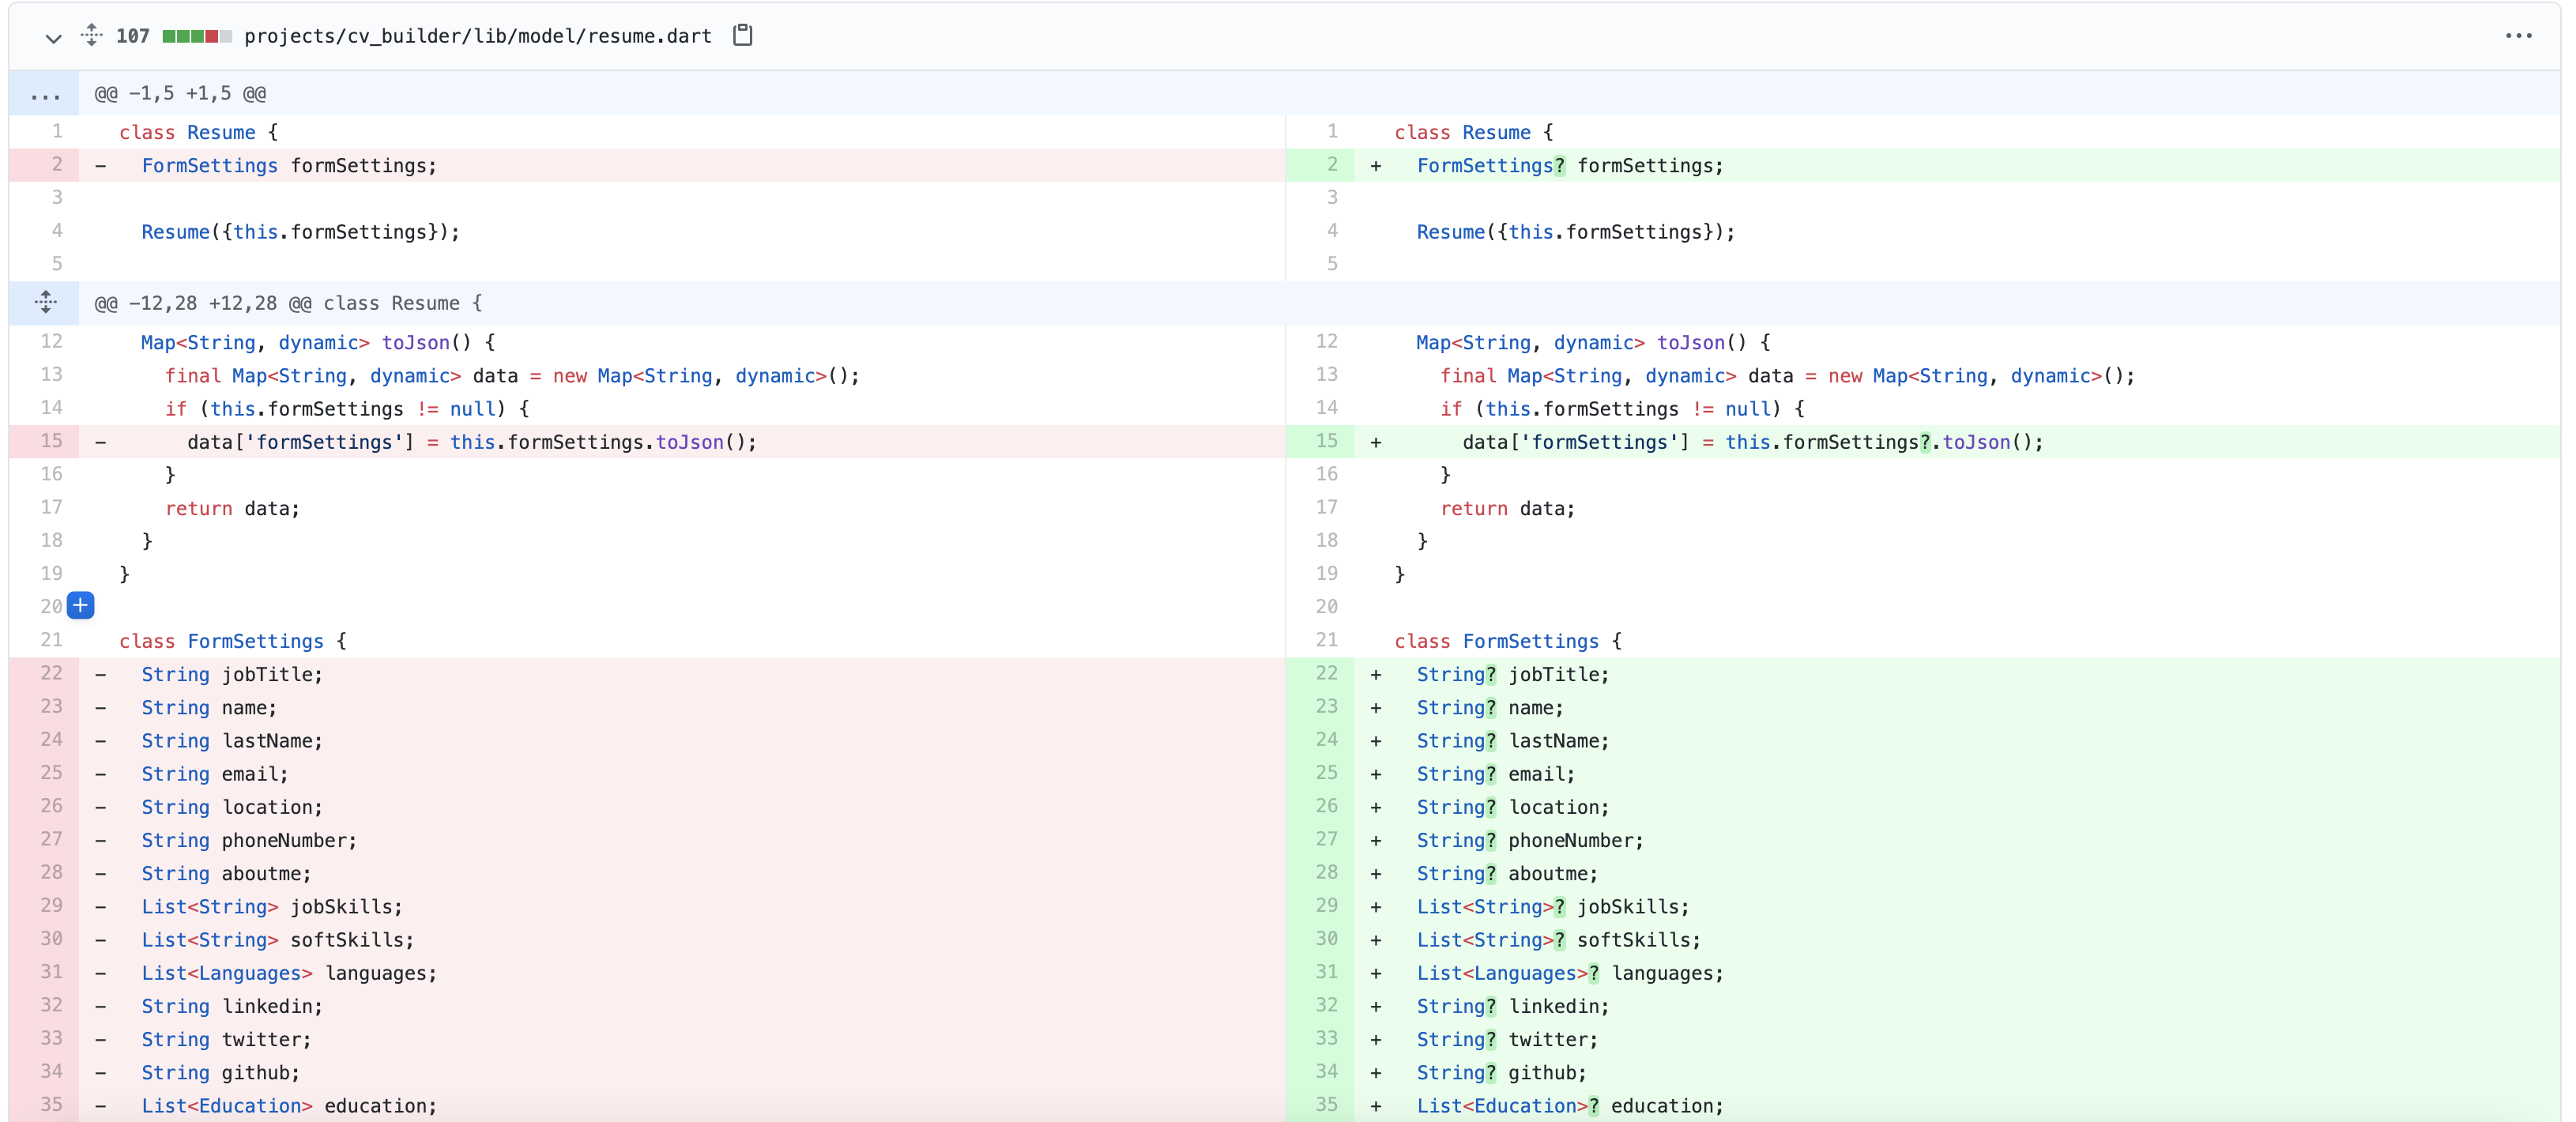 107 projects/cv_builder/lib/model/resume.dart
... @@ -1,5 +1,5 @@
1 class Resume {
2 - FormSettings formSettings;
3
4 Resume({this.formSettings});
5
1 class Resume {
2 + FormSettings? formSettings;
3
4 Resume({this.formSettings});
5
@@ -12,28 +12,28 @@ class Resume {
12 Map<String, dynamic> toJson() {
13 final Map<String, dynamic> data = new Map<String, dynamic>();
14 if (this.formSettings != null) {
15 - data['formSettings'] = this.formSettings.toJson();
16 }
17 return data;
18 }
19 }
20
21 class FormSettings {
22 - String jobTitle;
23 - String name;
24 - String lastName;
25 - String email;
26 - String location;
27 - String phoneNumber;
28 - String aboutme;
29 - List<String> jobSkills;
30 - List<String> softSkills;
31 - List<Languages> languages;
32 - String linkedin;
33 - String twitter;
34 - String github;
35 - List<Education> education;
12 Map<String, dynamic> toJson() {
13 final Map<String, dynamic> data = new Map<String, dynamic>();
14 if (this.formSettings != null) {
15 + data['formSettings'] = this.formSettings?.toJson();
16 }
17 return data;
18 }
19 }
20
21 class FormSettings {
22 + String? jobTitle;
23 + String? name;
24 + String? lastName;
25 + String? email;
26 + String? location;
27 + String? phoneNumber;
28 + String? aboutme;
29 + List<String>? jobSkills;
30 + List<String>? softSkills;
31 + List<Languages>? languages;
32 + String? linkedin;
33 + String? twitter;
34 + String? github;
35 + List<Education>? education;